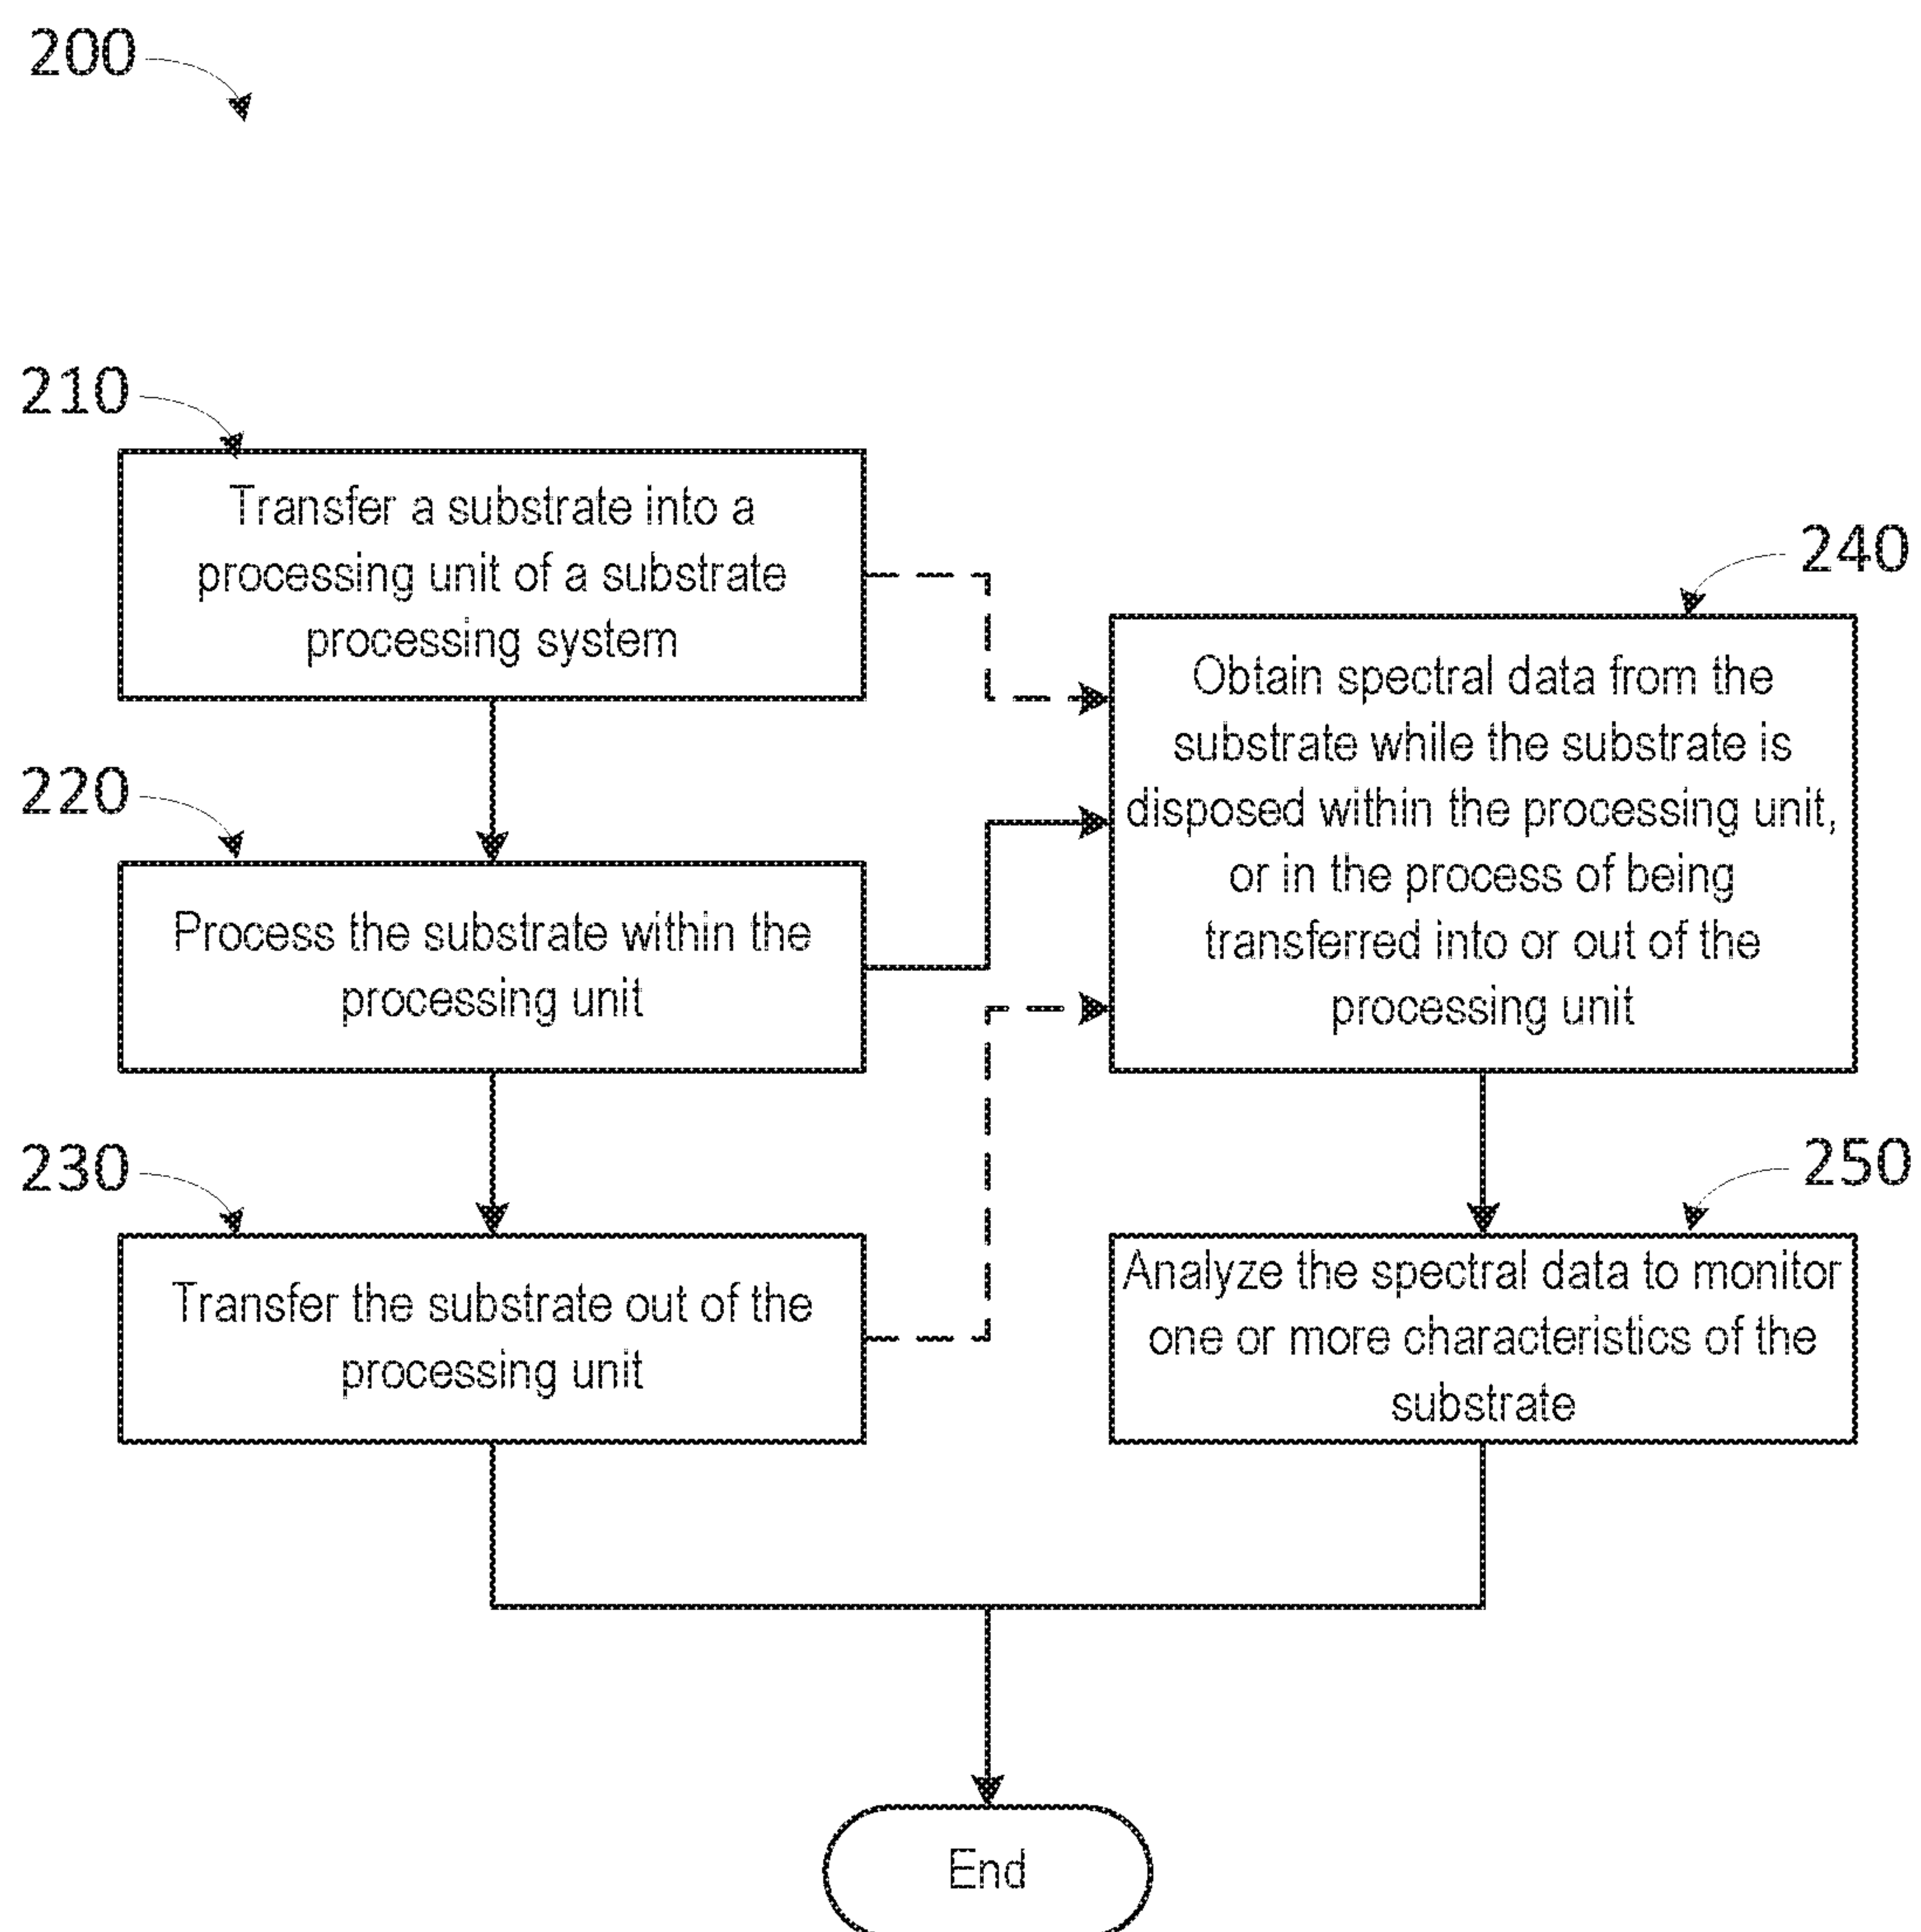 200
210
Transfer a substrate into a
processing unit of a substrate
processing system
220
Process the substrate within the
processing unit
230
Transfer the substrate out of the
processing unit
240
Obtain spectral data from the
substrate while the substrate is
disposed within the processing unit,
or in the process of being
transferred into or out of the
processing unit
250
Analyze the spectral data to monitor
one or more characteristics of the
substrate
End